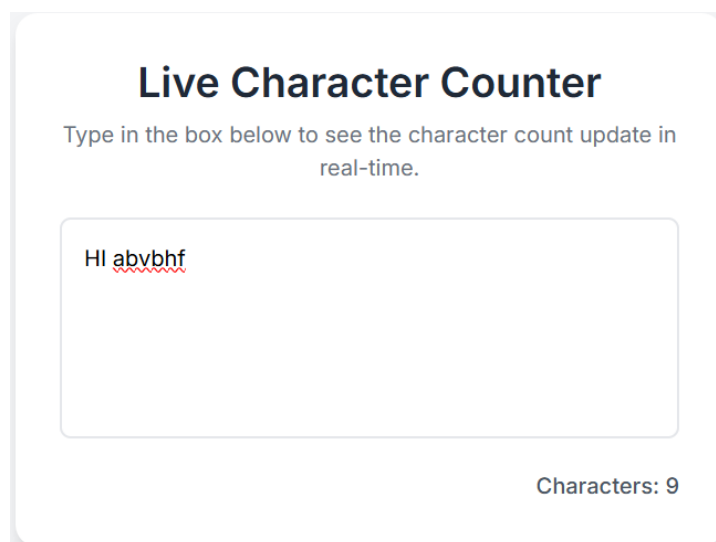 Live Character Counter
Type in the box below to see the character count update in
real-time.
HI abvbhf
Characters: 9